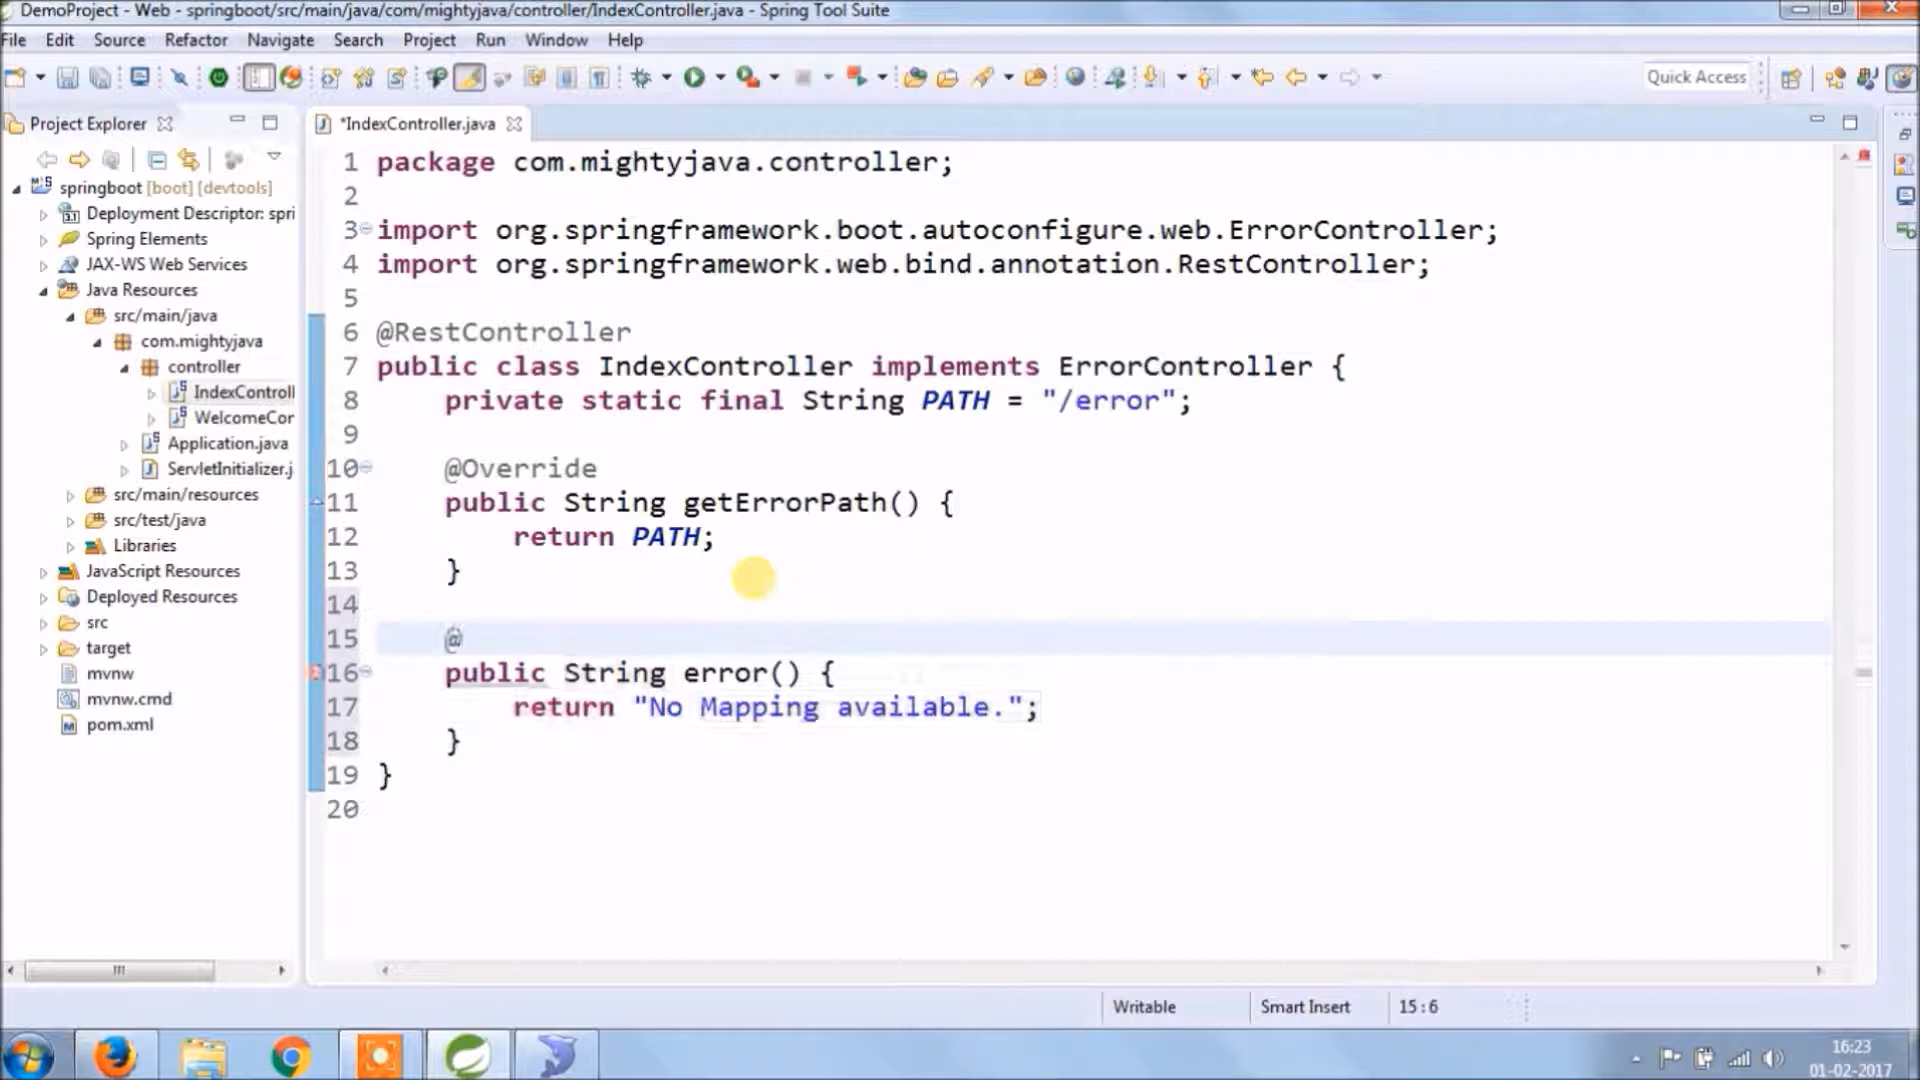 DemoProject - Web - springboot/src/main/java/com/mightyjava/controller/IndexController.java - Spring Tool Suite
File Edit Source Refactor Navigate Search Project Run Window Help
Quick Access
Project Explorer
*IndexController.java
springboot [boot] [devtools]
Deployment Descriptor: spri
Spring Elements
JAX-WS Web Services
Java Resources
src/main/java
com.mightyjava
controller
IndexControll
WelcomeCor
Application.java
ServletInitializer.j
src/main/resources
src/test/java
Libraries
JavaScript Resources
Deployed Resources
src
target
mvnw
mvnw.cmd
pom.xml
1 package com.mightyjava.controller;
2
3 import org.springframework.boot.autoconfigure.web.ErrorController;
4 import org.springframework.web.bind.annotation.RestController;
5
6 @RestController
7 public class IndexController implements ErrorController {
8 private static final String PATH = "/error";
9
10 @Override
11 public String getErrorPath() {
12 return PATH;
13 }
14
15 @
16 public String error() {
17 return "No Mapping available.";
18 }
19 }
20
Writable Smart Insert 15 : 6
16:23
01-02-2017